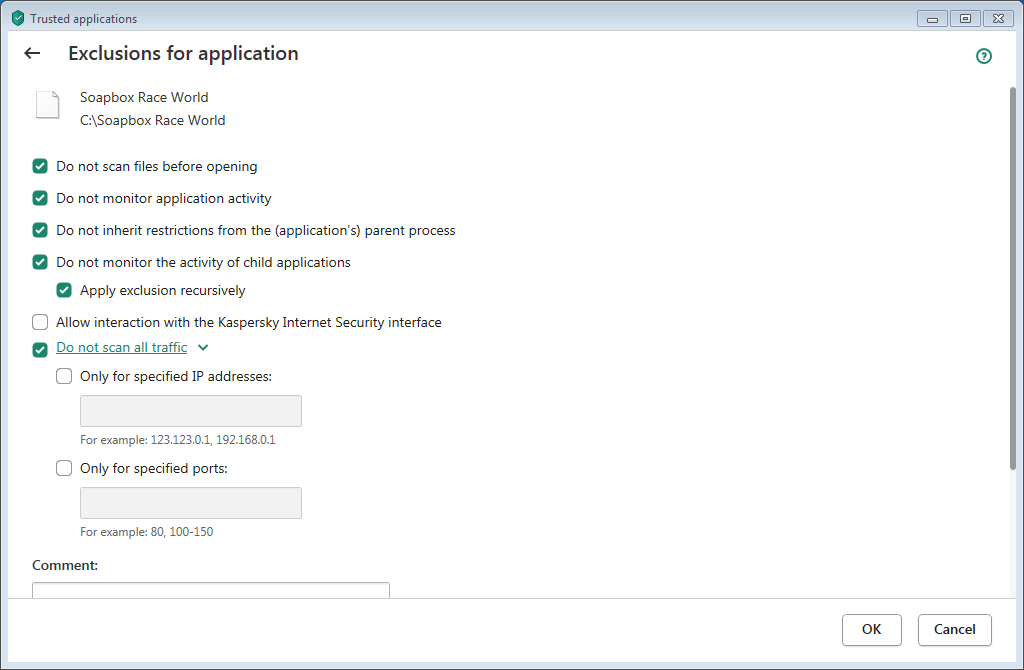 Trusted applications
Exclusions for application
Soapbox Race World
C:\Soapbox Race World
Do not scan files before opening
Do not monitor application activity
Do not inherit restrictions from the (application's) parent process
Do not monitor the activity of child applications
Apply exclusion recursively
Allow interaction with the Kaspersky Internet Security interface
Do not scan all traffic
Only for specified IP addresses:
For example: 123.123.0.1, 192.168.0.1
Only for specified ports:
For example: 80, 100-150
Comment:
OK
Cancel